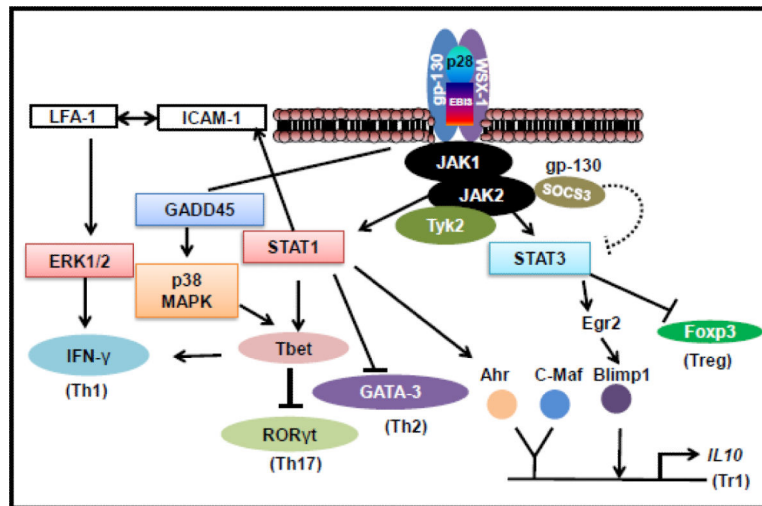 gp-130
p28
WSX-1
EBI3
LFA-1
ICAM-1
JAK1
gp-130
JAK2
SOCS3
GADD45
Tyk2
STAT1
STAT3
ERK1/2
p38
MAPK
Egr2
Foxp3
Tbet
IFN-γ
(Treg)
(Th1)
Ahr
C-Maf
Blimp1
GATA-3
(Th2)
RORγt
(Th17)
IL10
(Tr1)